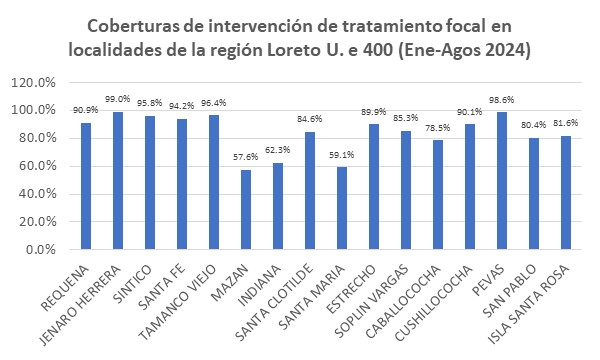 Coberturas de intervención de tratamiento focal en
localidades de la región Loreto U. e 400 (Ene-Agos 2024)
120.0%
100.0%
80.0%
60.0%
40.0%
20.0%
0.0%
90.9%
99.0%
95.8%
94.2%
96.4%
57.6%
62.3%
84.6%
59.1%
89.9%
85.3%
78.5%
90.1%
98.6%
80.4%
81.6%
REQUENA
JENARO HERRERA
SINTICO
SANTA FE
TAMANCO VIEJO
MAZAN
INDIANA
SANTA CLOTILDE
SANTA MARIA
ESTRECHO
SOPLIN VARGAS
CABALLOCOCHA
CUSHILLOCOCHA
PEVAS
SAN PABLO
ISLA SANTA ROSA